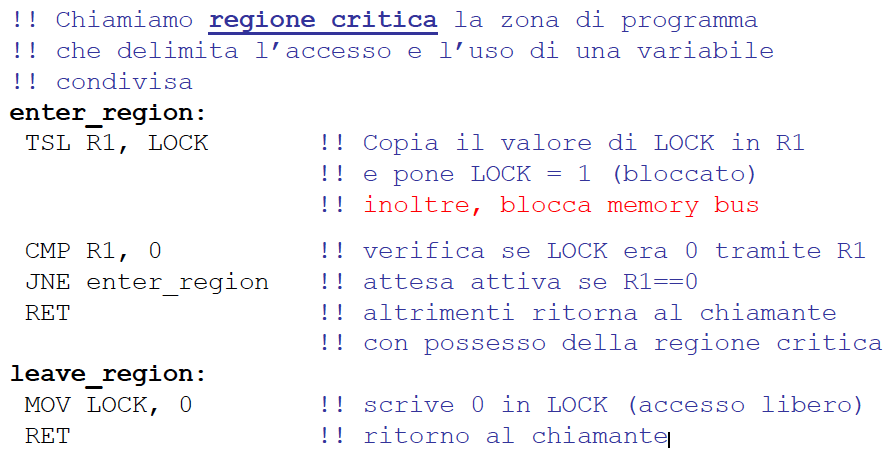 !! Chiamiamo regione critica la zona di programma
!! che delimita l’accesso e l’uso di una variabile
!! condivisa
enter_region:
TSL R1, LOCK !! Copia il valore di LOCK in R1
!! e pone LOCK = 1 (bloccato)
!! inoltre, blocca memory bus
CMP R1, 0 !! verifica se LOCK era 0 tramite R1
JNE enter_region !! attesa attiva se R1==0
RET !! altrimenti ritorna al chiamante
!! con possesso della regione critica
leave_region:
MOV LOCK, 0 !! scrive 0 in LOCK (accesso libero)
RET !! ritorno al chiamante